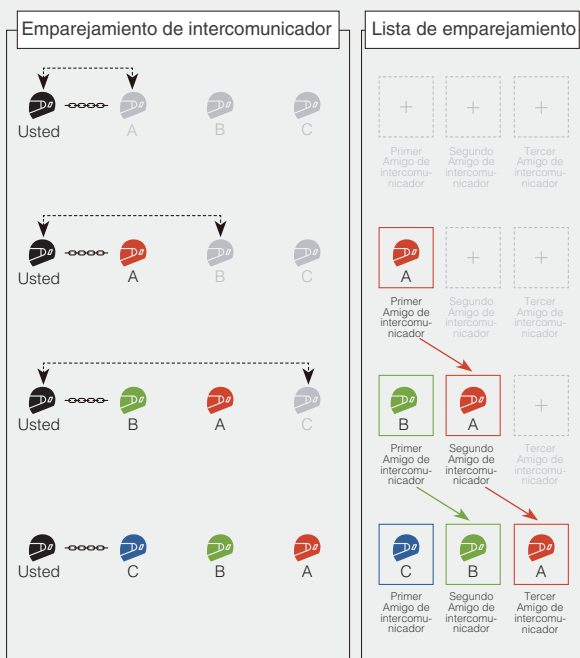 Emparejamiento de intercomunicador
Usted
A
B
C
Usted
A
B
C
Usted
B
A
C
Usted
C
B
A
Lista de emparejamiento
+
+
+
Primer
Amigo de
intercomu-
nicador
Segundo
Amigo de
intercomu-
nicador
Tercer
Amigo de
intercomu-
nicador
A
+
+
Primer
Amigo de
intercomu-
nicador
Segundo
Amigo de
intercomu-
nicador
Tercer
Amigo de
intercomu-
nicador
B
A
+
Primer
Amigo de
intercomu-
nicador
Segundo
Amigo de
intercomu-
nicador
Tercer
Amigo de
intercomu-
nicador
C
B
A
Primer
Amigo de
intercomu-
nicador
Segundo
Amigo de
intercomu-
nicador
Tercer
Amigo de
intercomu-
nicador